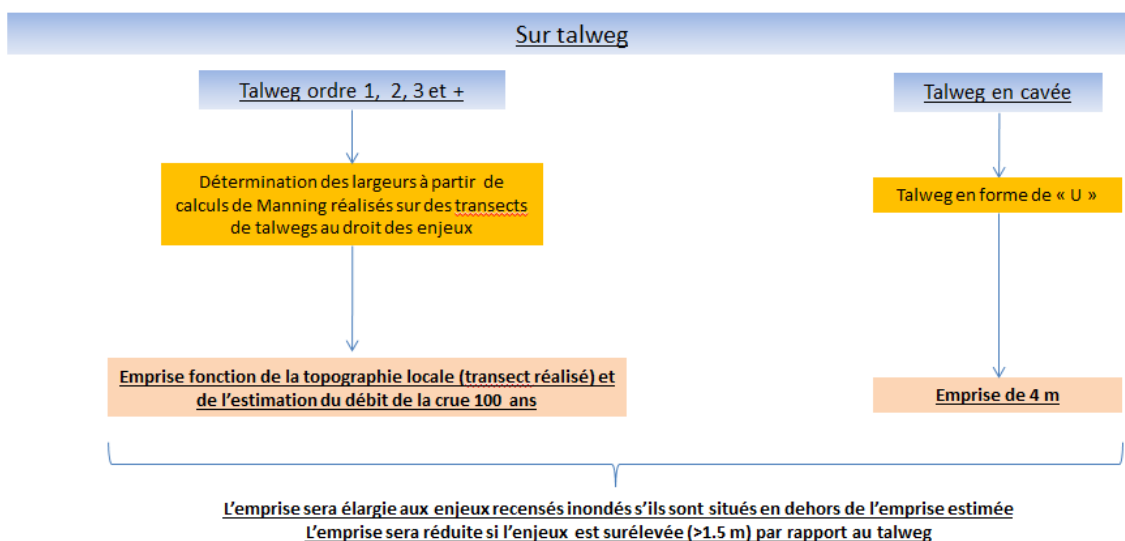 Sur talweg
Talweg ordre 1, 2, 3 et +
Talweg en cavée
Détermination des largeurs à partir de
calculs de Manning réalisés sur des transects
de talwegs au droit des enjeux
Talweg en forme de « U »
Emprise fonction de la topographie locale (transect réalisé) et
de l'estimation du débit de la crue 100 ans
Emprise de 4 m
L'emprise sera élargie aux enjeux recensés inondés s'ils sont situés en dehors de l'emprise estimée
L'emprise sera réduite si l'enjeux est surélevée (>1.5 m) par rapport au talweg